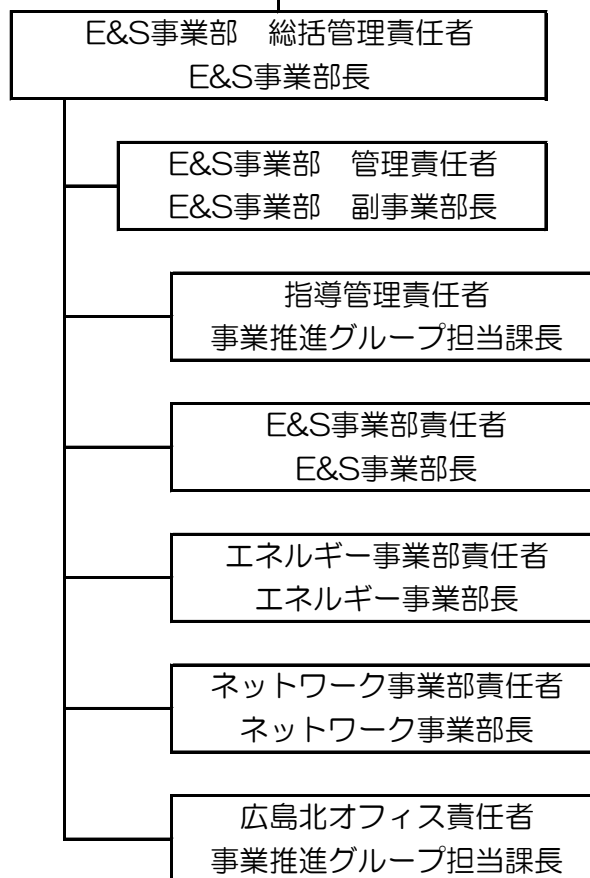 E&S事業部　総括管理責任者
E&S事業部長
E&S事業部　管理責任者
E&S事業部　副事業部長
指導管理責任者
事業推進グループ担当課長
E&S事業部責任者
E&S事業部長
エネルギー事業部責任者
エネルギー事業部長
ネットワーク事業部責任者
ネットワーク事業部長
広島北オフィス責任者
事業推進グループ担当課長